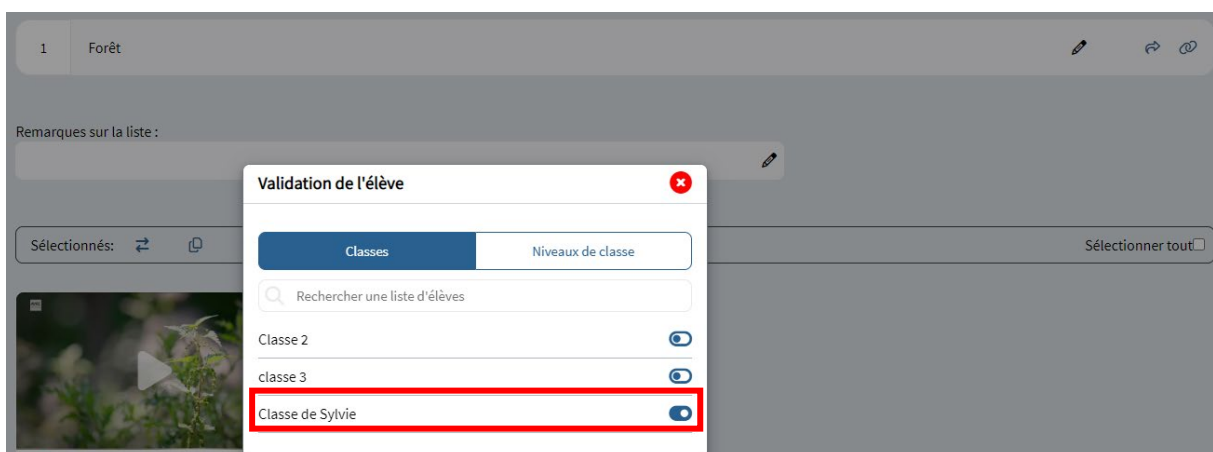 1 Forêt
Remarques sur la liste :
Validation de l'élève
Sélectionnés:
Sélectionner tout
Classes Niveaux de classe
Rechercher une liste d'élèves
Classe 2
classe 3
Classe de Sylvie